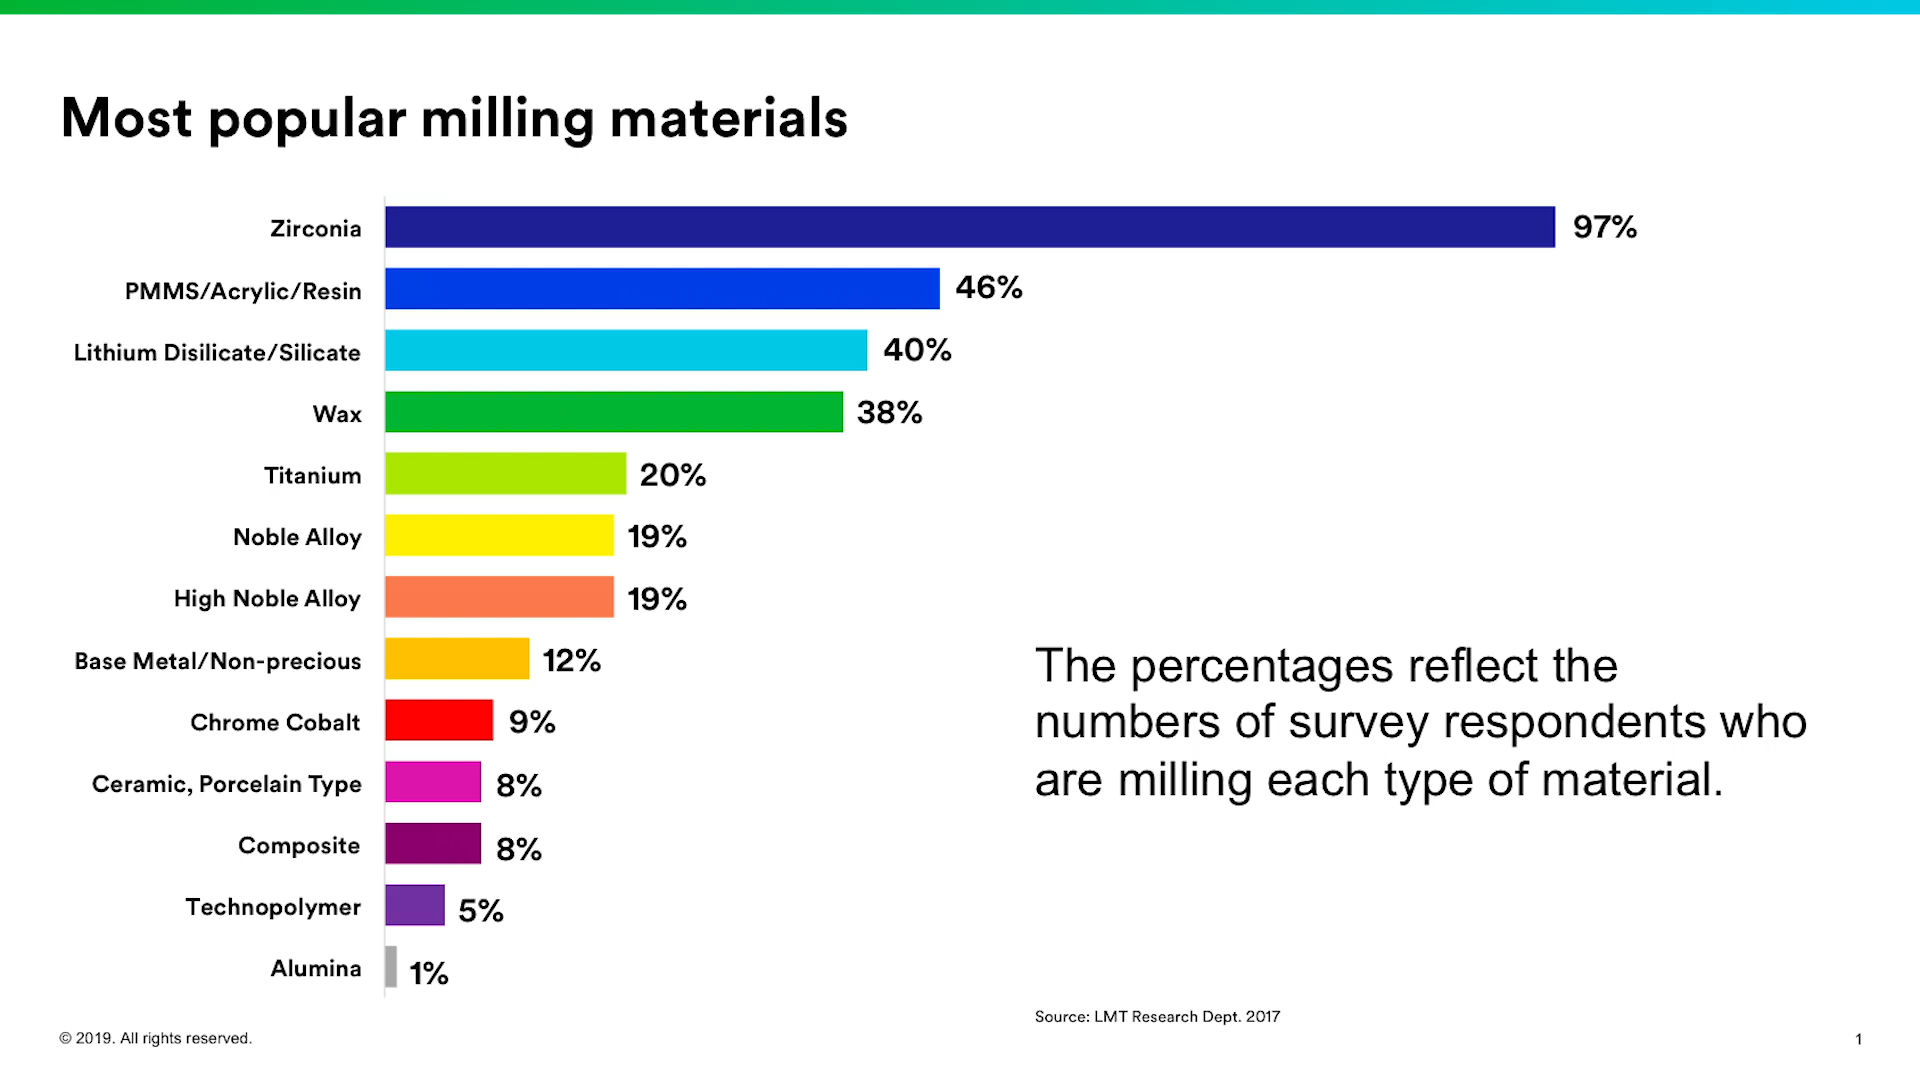 Most popular milling materials
Zirconia 97%
PMMS/Acrylic/Resin 46%
Lithium Disilicate/Silicate 40%
Wax 38%
Titanium 20%
Noble Alloy 19%
High Noble Alloy 19%
Base Metal/Non-precious 12%
Chrome Cobalt 9%
Ceramic, Porcelain Type 8%
Composite 8%
Technopolymer 5%
Alumina 1%
The percentages reflect the
numbers of survey respondents who
are milling each type of material.
Source: LMT Research Dept. 2017
© 2019. All rights reserved.
1